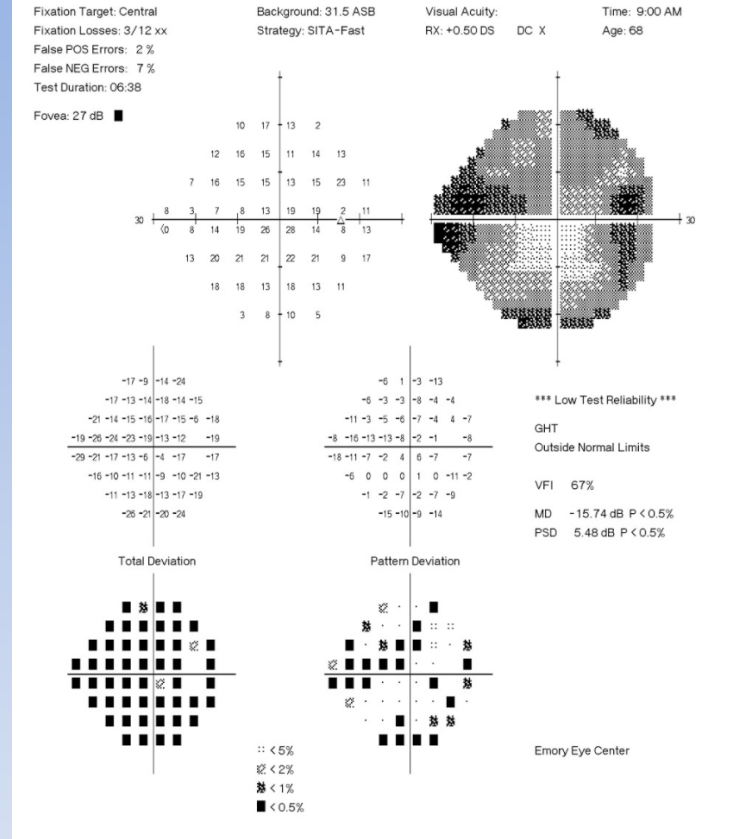 Fixation Target: Central
Background: 31.5 ASB
Visual Acuity:
Time: 9:00 AM
Fixation Losses: 3/12 xx
Strategy: SITA-Fast
RX: +0.50 DS DC X
Age: 68
False POS Errors: 2 %
False NEG Errors: 7 %
Test Duration: 06:38
Fovea: 27 dB
10 17 13 2
12 16 15 11 14 13
7 16 15 15 13 15 23 11
30 8 3 7 8 13 19 19 2 11 30
<0 8 14 19 26 28 14 8 13
13 20 21 21 22 21 9 17
18 18 13 18 13 11
3 8 10 5
-17 -9 -14 -24
-17 -13 -14 -18 -14 -15
-21 -14 -15 -16 -17 -15 -6 -18
-19 -26 -24 -23 -19 -13 -12 -19
-29 -21 -17 -13 -6 -4 -17 -17
-16 -10 -11 -11 -9 -10 -21 -13
-11 -13 -18 -13 -17 -19
-26 -21 -20 -24
Total Deviation
-6 1 -3 -13
-6 -3 -3 -8 -4 -4
-11 -3 -5 -6 -7 -4 4 -7
-8 -16 -13 -13 -8 -2 -1 -8
-18 -11 -7 -2 4 6 -7 -7
-6 0 0 0 1 0 -11 -2
-1 -2 -7 -2 -7 -9
-15 -10 -9 -14
Pattern Deviation
*** Low Test Reliability ***
GHT
Outside Normal Limits
VFI 67%
MD -15.74 dB P < 0.5%
PSD 5.48 dB P < 0.5%
< 5%
< 2%
< 1%
< 0.5%
Emory Eye Center